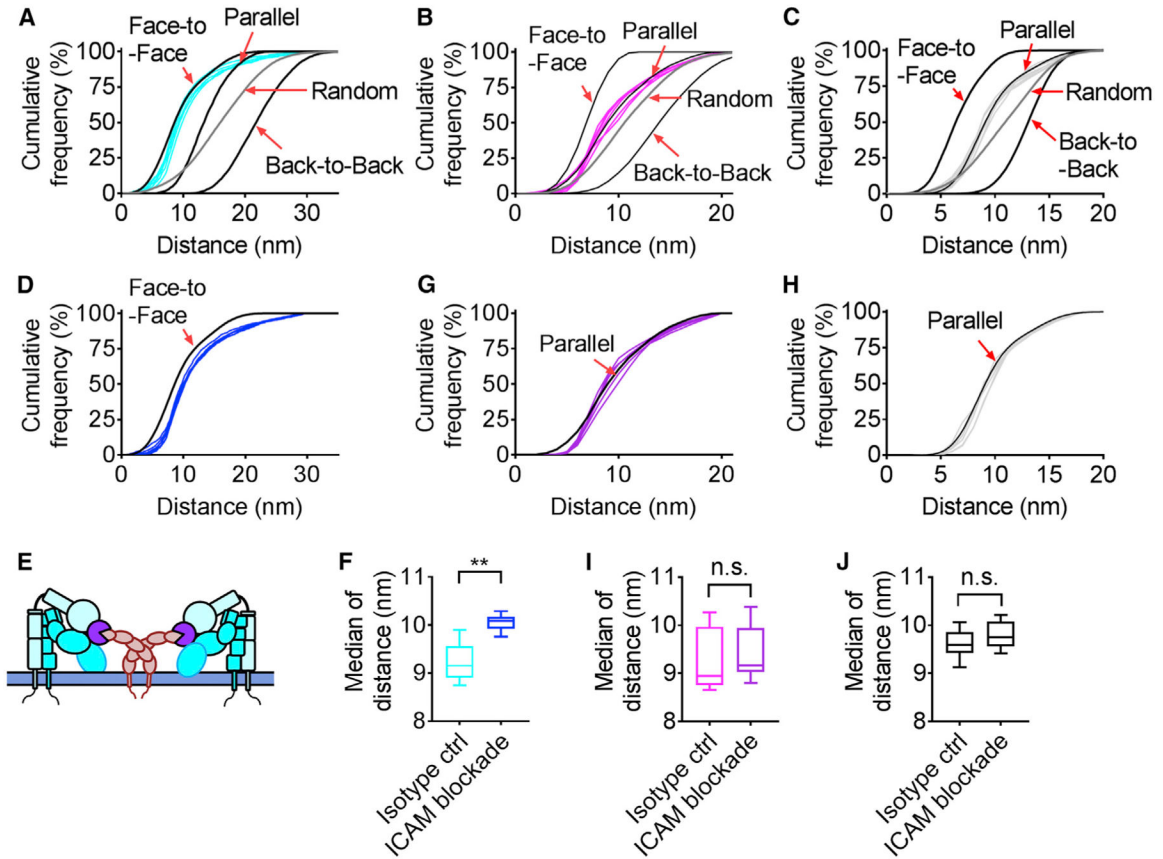 A
Face-to
-Face
Parallel
Random
Back-to-Back
Cumulative
frequency (%)
100
75
50
25
0
0 10 20 30
Distance (nm)
B
Face-to
-Face
Parallel
Random
Back-to-Back
Cumulative
frequency (%)
100
75
50
25
0
0 10 20
Distance (nm)
C
Face-to
-Face
Parallel
Random
Back-to
-Back
Cumulative
frequency (%)
100
75
50
25
0
0 5 10 15 20
Distance (nm)
D
Face-to
-Face
Cumulative
frequency (%)
100
75
50
25
0
0 10 20 30
Distance (nm)
G
Parallel
Cumulative
frequency (%)
100
75
50
25
0
0 10 20
Distance (nm)
H
Parallel
Cumulative
frequency (%)
100
75
50
25
0
0 5 10 15 20
Distance (nm)
E
F
**
Median of
distance (nm)
11
10
9
8
Isotype ctrl
ICAM blockade
I
n.s.
Median of
distance (nm)
11
10
9
8
Isotype ctrl
ICAM blockade
J
n.s.
Median of
distance (nm)
11
10
9
8
Isotype ctrl
ICAM blockade